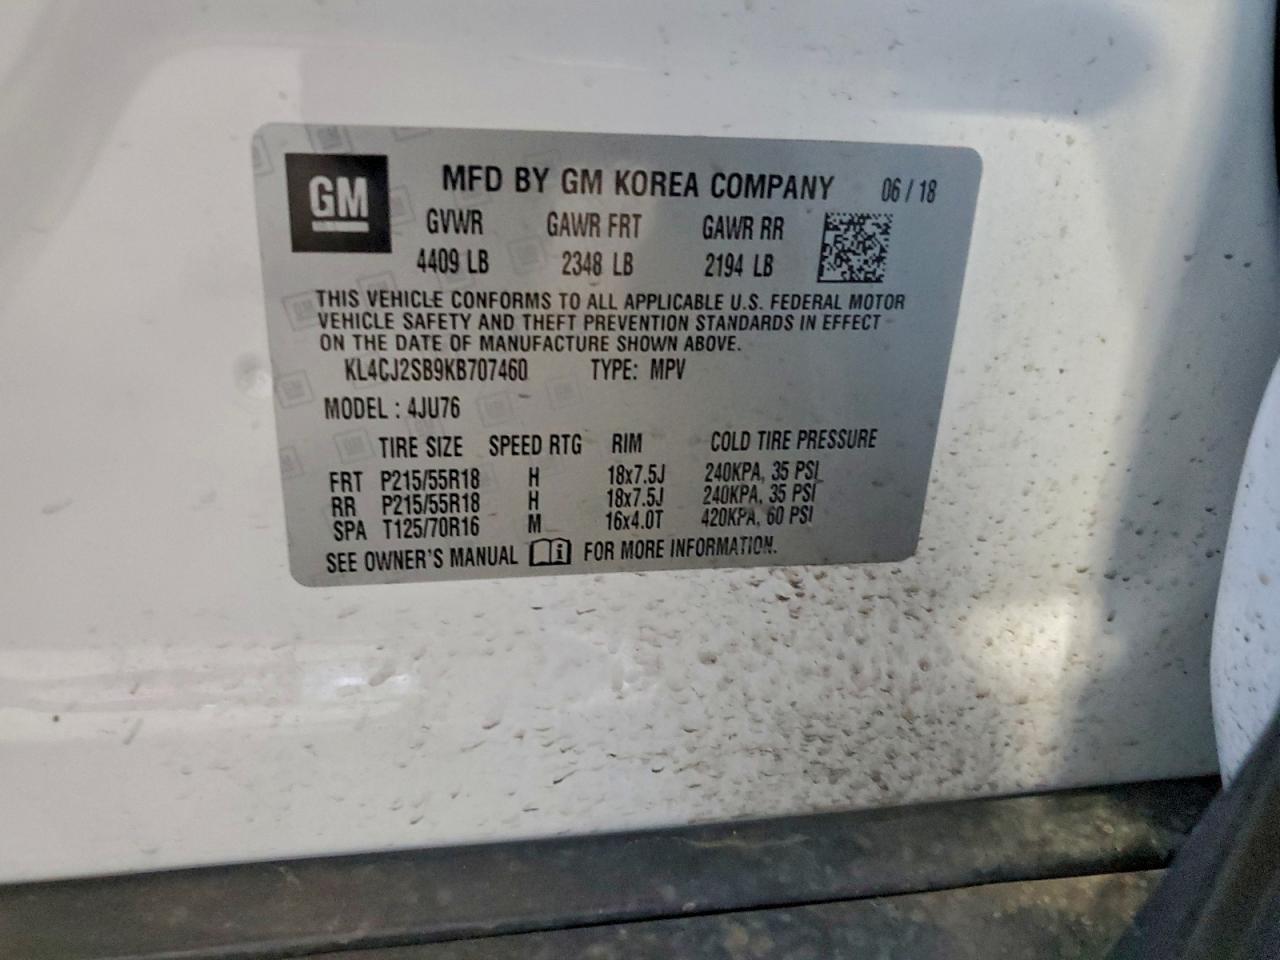 GM
MFD BY GM KOREA COMPANY 06 / 18
GVWR GAWR FRT GAWR RR
4409 LB 2348 LB 2194 LB
THIS VEHICLE CONFORMS TO ALL APPLICABLE U.S. FEDERAL MOTOR
VEHICLE SAFETY AND THEFT PREVENTION STANDARDS IN EFFECT
ON THE DATE OF MANUFACTURE SHOWN ABOVE.
KL4CJ2SB9KB707460 TYPE: MPV
MODEL : 4JU76
TIRE SIZE SPEED RTG RIM COLD TIRE PRESSURE
FRT P215/55R18 H 18x7.5J 240KPA, 35 PSI
RR P215/55R18 H 18x7.5J 240KPA, 35 PSI
SPA T125/70R16 M 16x4.0T 420KPA, 60 PSI
SEE OWNER'S MANUAL i FOR MORE INFORMATION.